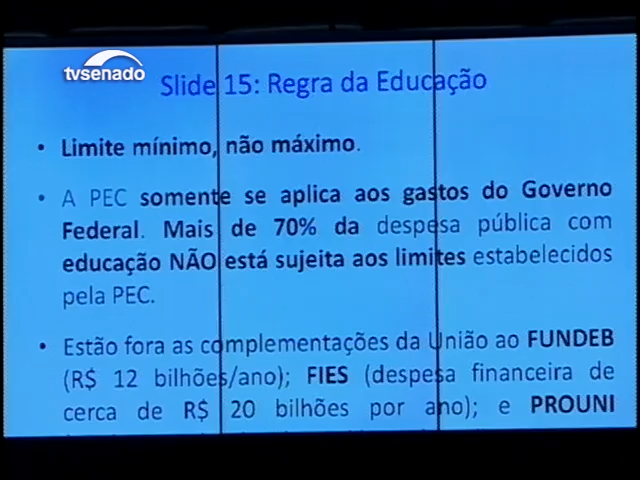 tvsenado
Slide 15: Regra da Educação
• Limite mínimo, não máximo.
• A PEC somente se aplica aos gastos do Governo
Federal. Mais de 70% da despesa pública com
educação NÃO está sujeita aos limites estabelecidos
pela PEC.
• Estão fora as complementações da União ao FUNDEB
(R$ 12 bilhões/ano); FIES (despesa financeira de
cerca de R$ 20 bilhões por ano); e PROUNI